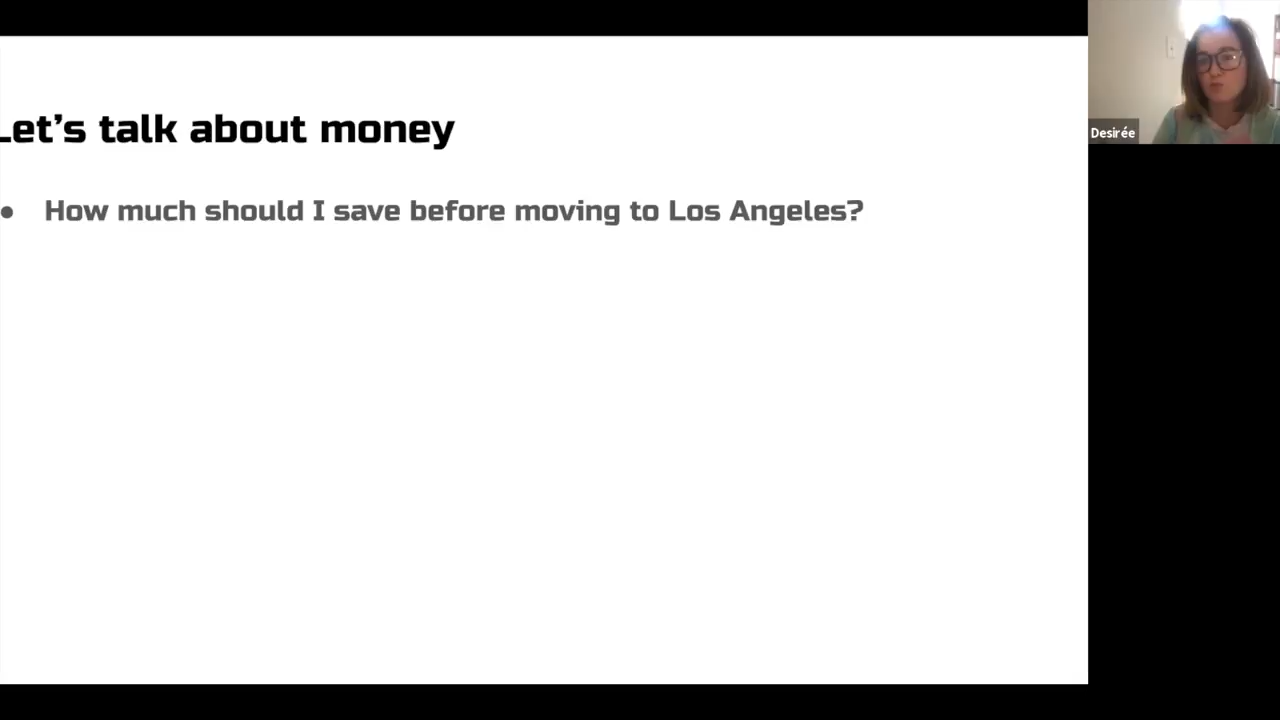 Let's talk about money
● How much should I save before moving to Los Angeles?
Desirée